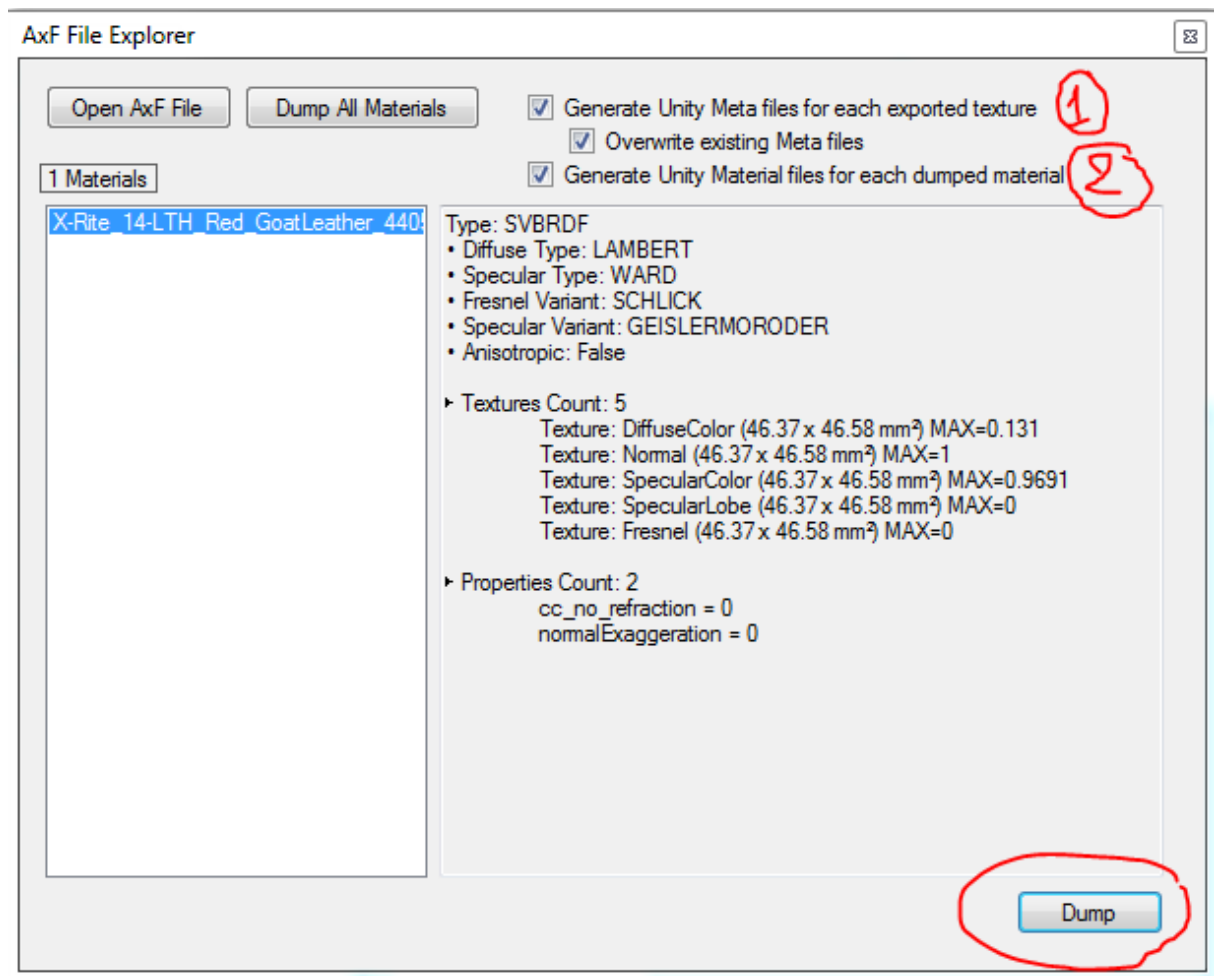 AxF File Explorer
Open AxF File
Dump All Materials
Generate Unity Meta files for each exported texture
1
Overwrite existing Meta files
Generate Unity Material files for each dumped material
2
1 Materials
X-Rite_14-LTH_Red_GoatLeather_440
Type: SVBRDF
• Diffuse Type: LAMBERT
• Specular Type: WARD
• Fresnel Variant: SCHLICK
• Specular Variant: GEISLERMORODER
• Anisotropic: False
‣ Textures Count: 5
Texture: DiffuseColor (46.37 x 46.58 mm²) MAX=0.131
Texture: Normal (46.37 x 46.58 mm²) MAX=1
Texture: SpecularColor (46.37 x 46.58 mm²) MAX=0.9691
Texture: SpecularLobe (46.37 x 46.58 mm²) MAX=0
Texture: Fresnel (46.37 x 46.58 mm²) MAX=0
‣ Properties Count: 2
cc_no_refraction = 0
normalExaggeration = 0
Dump